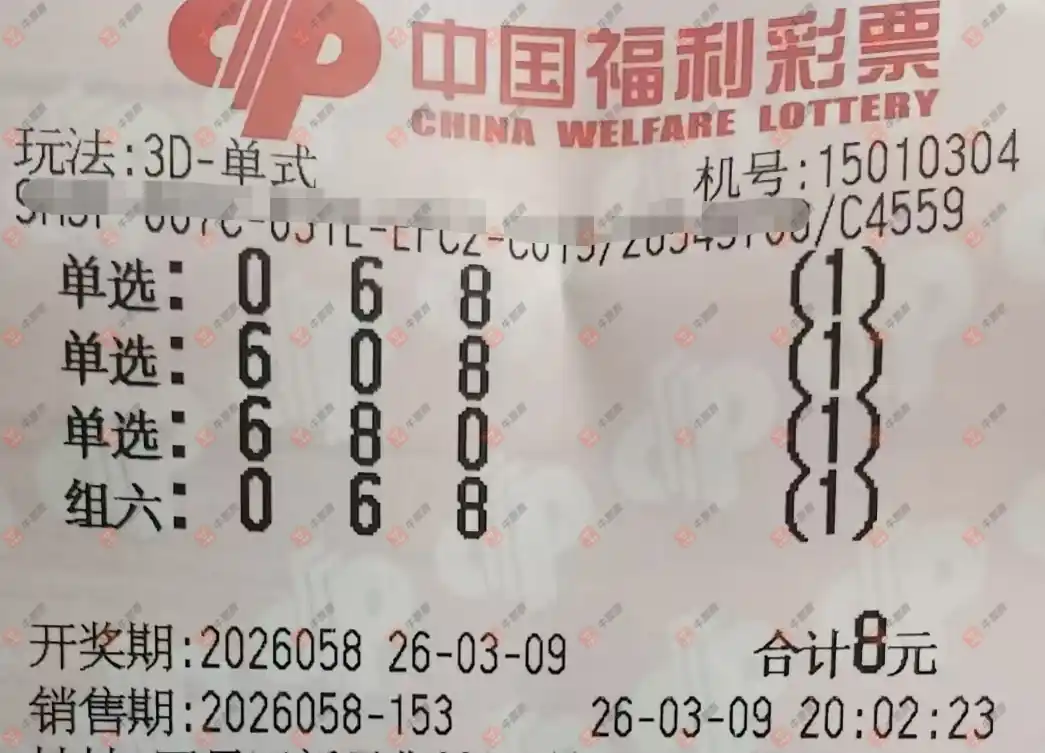 中国福利彩票
CHINA WELFARE LOTTERY
玩法:3D-单式
机号:15010304
/C4559
单选: 0 6 8 (1)
单选: 6 0 8 (1)
单选: 6 8 0 (1)
组六: 0 6 8 (1)
开奖期:2026058 26-03-09 合计8元
销售期:2026058-153 26-03-09 20:02:23